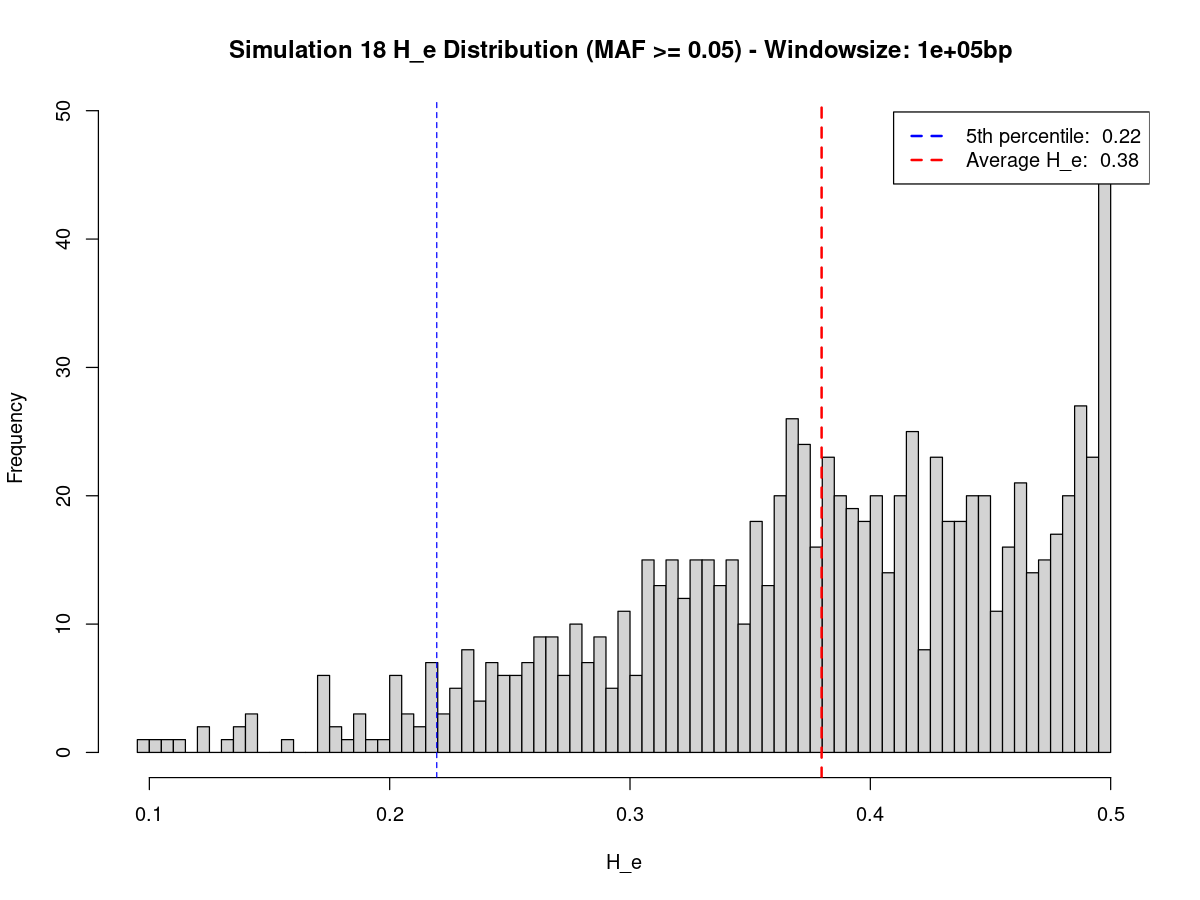 Simulation 18 H_e Distribution (MAF >= 0.05) - Windowsize: 1e+05bp
5th percentile:  0.22
Average H_e:  0.38
Frequency
50
40
30
20
10
0
0.1 0.2 0.3 0.4 0.5
H_e